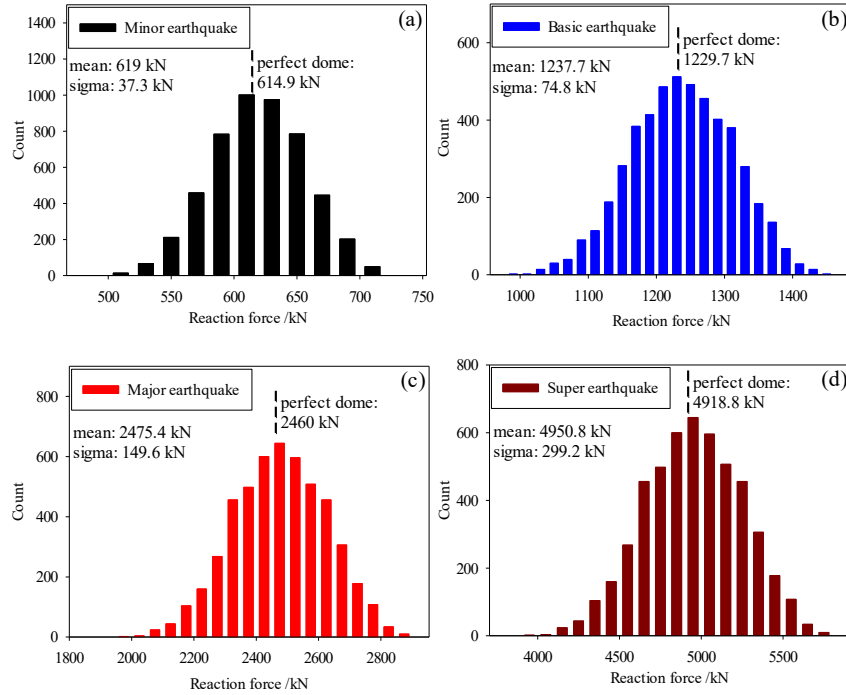 Minor earthquake
(a)
mean: 619 kN
sigma: 37.3 kN
perfect dome:
614.9 kN
Count
1400
1200
1000
800
600
400
200
0
500 550 600 650 700 750
Reaction force /kN
Basic earthquake
(b)
mean: 1237.7 kN
sigma: 74.8 kN
perfect dome:
1229.7 kN
Count
600
400
200
0
1000 1100 1200 1300 1400
Reaction force /kN
Major earthquake
(c)
mean: 2475.4 kN
sigma: 149.6 kN
perfect dome:
2460 kN
Count
800
600
400
200
0
1800 2000 2200 2400 2600 2800
Reaction force /kN
Super earthquake
(d)
mean: 4950.8 kN
sigma: 299.2 kN
perfect dome:
4918.8 kN
Count
800
600
400
200
0
4000 4500 5000 5500
Reaction force /kN